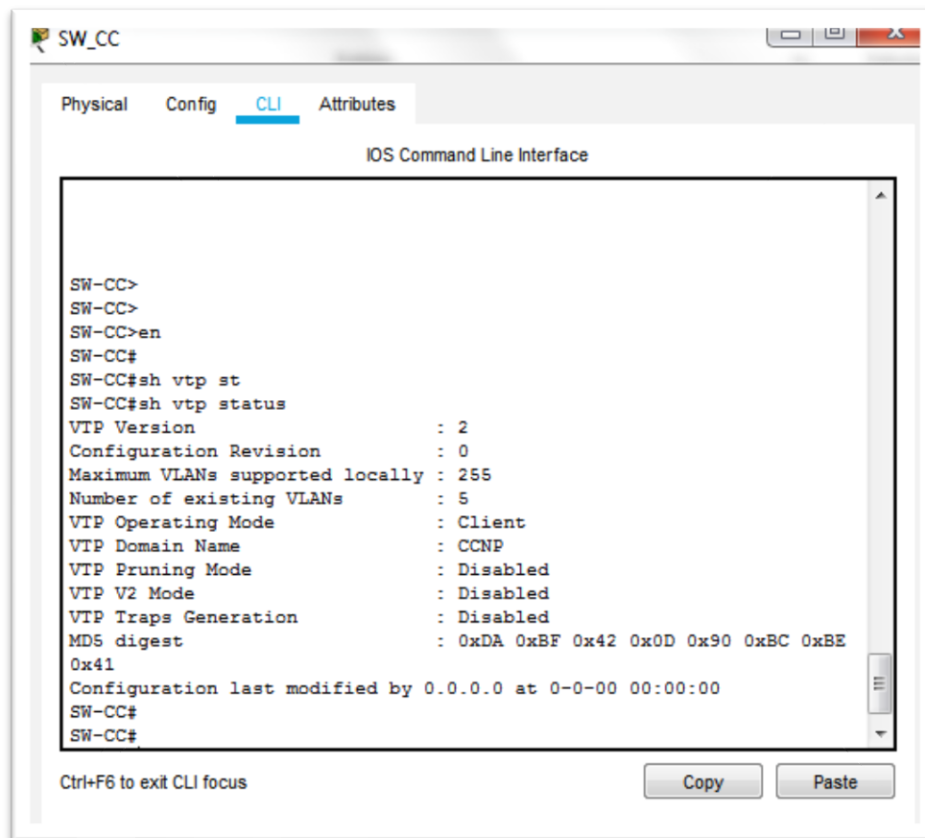 SW_CC
Physical Config CLI Attributes
IOS Command Line Interface
SW-CC>
SW-CC>
SW-CC>en
SW-CC#
SW-CC#sh vtp st
SW-CC#sh vtp status
VTP Version : 2
Configuration Revision : 0
Maximum VLANs supported locally : 255
Number of existing VLANs : 5
VTP Operating Mode : Client
VTP Domain Name : CCNP
VTP Pruning Mode : Disabled
VTP V2 Mode : Disabled
VTP Traps Generation : Disabled
MD5 digest : 0xDA 0xBF 0x42 0x0D 0x90 0xBC 0xBE
0x41
Configuration last modified by 0.0.0.0 at 0-0-00 00:00:00
SW-CC#
SW-CC#
Ctrl+F6 to exit CLI focus Copy Paste